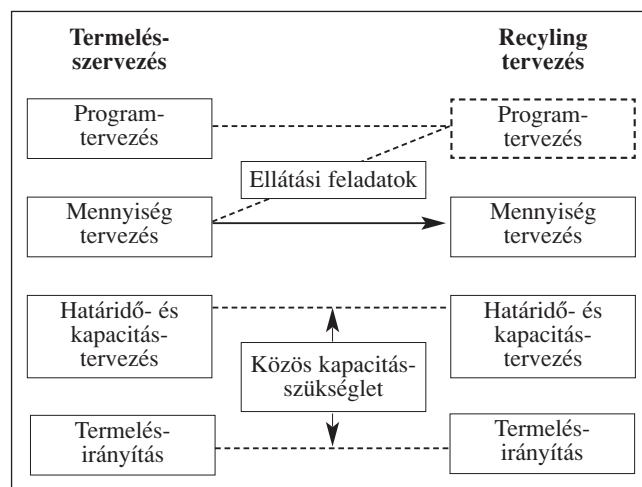 Termelés-
szervezés
Recyling
tervezés
Program-
tervezés
Program-
tervezés
Ellátási feladatok
Mennyiség
tervezés
Mennyiség
tervezés
Határidő- és
kapacitás-
tervezés
Határidő- és
kapacitás-
tervezés
Közös kapacitás-
szükséglet
Termelés-
irányítás
Termelés-
irányítás